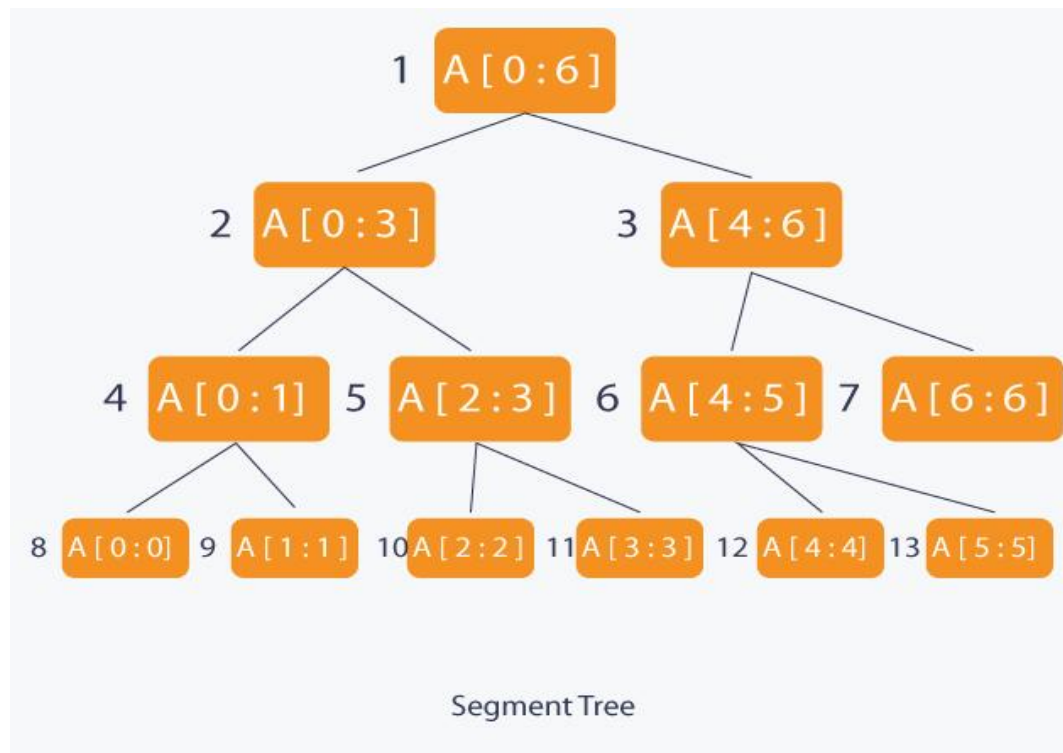 1 A [ 0 : 6 ]
2 A [ 0 : 3 ] 3 A [ 4 : 6 ]
4 A [ 0 : 1] 5 A [ 2 : 3 ] 6 A [ 4 : 5 ] 7 A [ 6 : 6 ]
8 A [ 0 : 0] 9 A [ 1 : 1 ] 10 A [ 2 : 2 ] 11 A [ 3 : 3 ] 12 A [ 4 : 4] 13 A [ 5 : 5]
Segment Tree